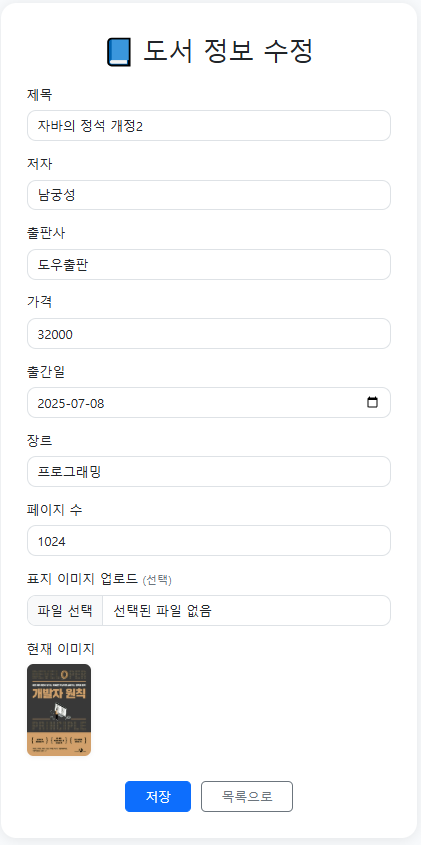 도서 정보 수정
제목
자바의 정석 개정2
저자
남궁성
출판사
도우출판
가격
32000
출간일
2025-07-08
장르
프로그래밍
페이지 수
1024
표지 이미지 업로드 (선택)
파일 선택 선택된 파일 없음
현재 이미지
DEVELOPER
개발자 원칙
PRINCIPLE
저장 목록으로